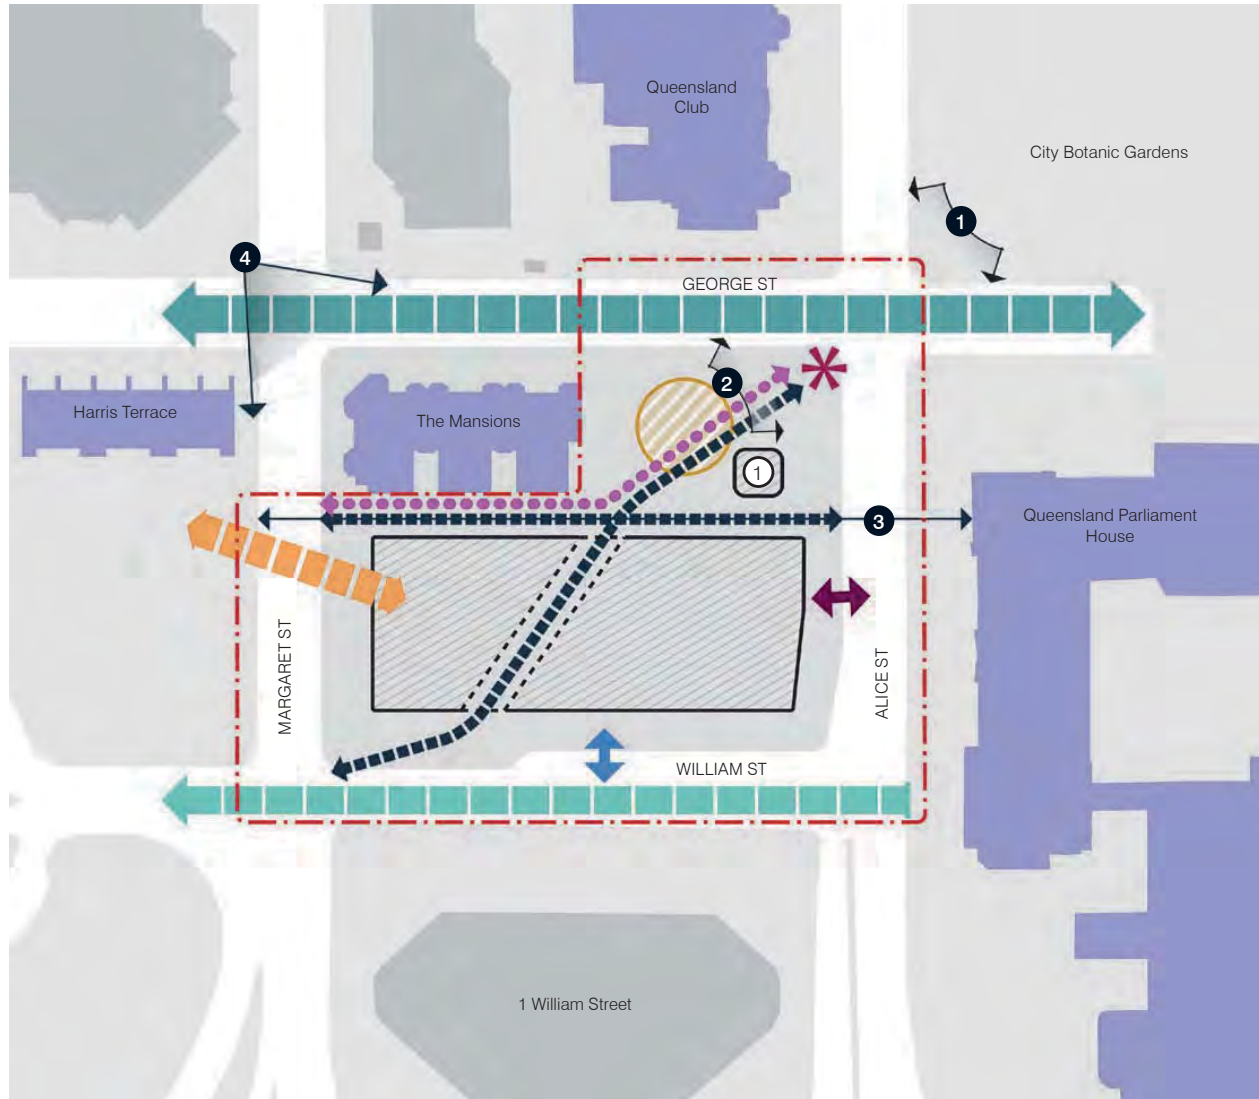 Queensland
Club
City Botanic Gardens
1
4
GEORGE ST
2
Harris Terrace
The Mansions
1
3
Queensland Parliament
House
MARGARET ST
ALICE ST
WILLIAM ST
1 William Street